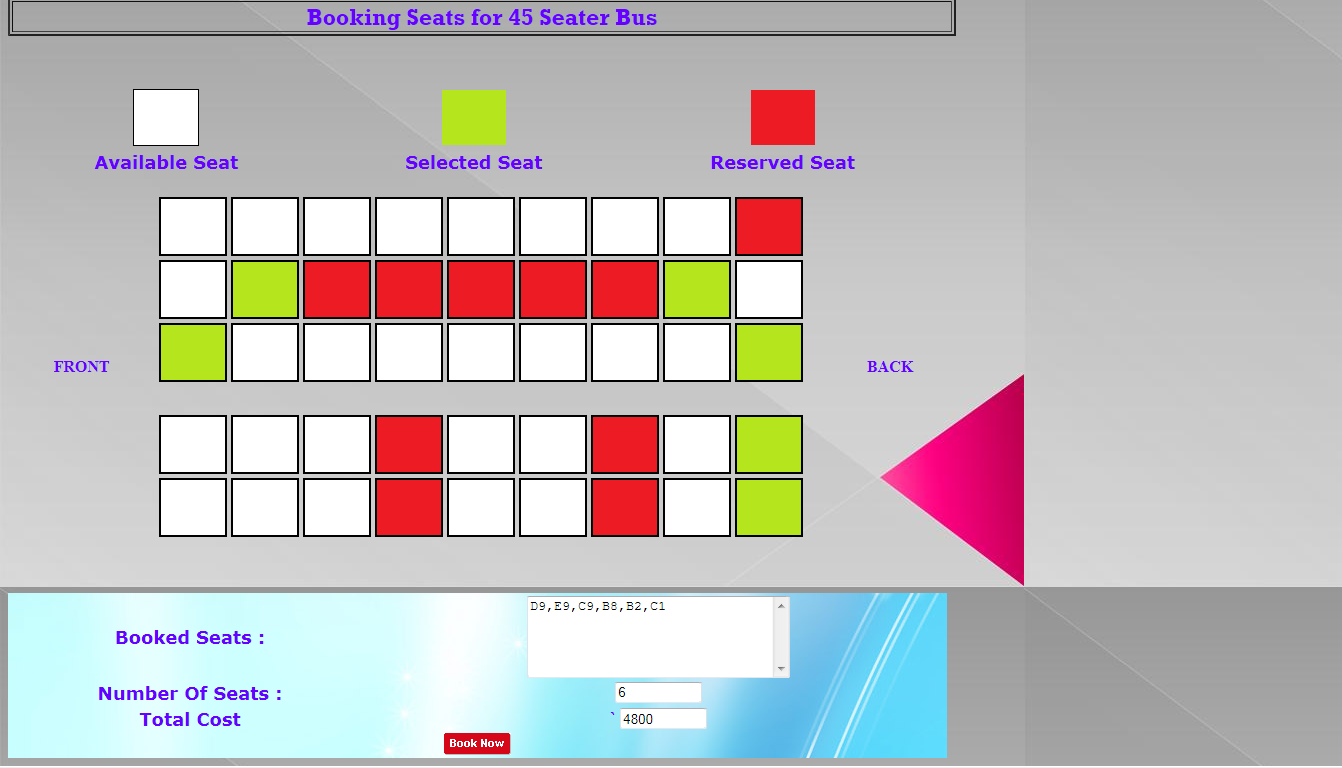 Booking Seats for 45 Seater Bus
Available Seat
Selected Seat
Reserved Seat
FRONT
BACK
Booked Seats :
D9,E9,C9,B8,B2,C1
Number Of Seats :
6
Total Cost
` 4800
Book Now